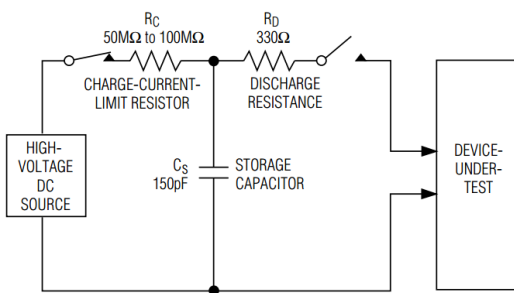 RC
50MΩ to 100MΩ
CHARGE-CURRENT-
LIMIT RESISTOR
RD
330Ω
DISCHARGE
RESISTANCE
HIGH-
VOLTAGE
DC
SOURCE
CS
150pF
STORAGE
CAPACITOR
DEVICE-
UNDER-
TEST